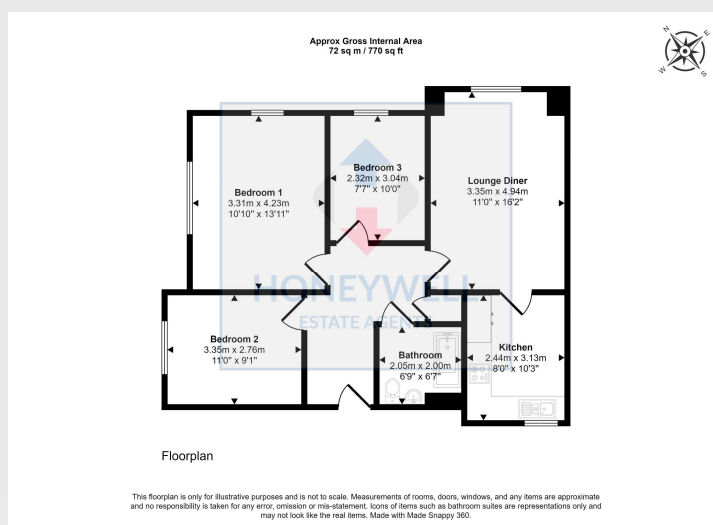 Approx Gross Internal Area
72 sq m / 770 sq ft
N
E
W
S
Bedroom 3
2.32m x 3.04m
7'7" x 10'0"
Bedroom 1
3.31m x 4.23m
10'10" x 13'11"
Lounge Diner
3.35m x 4.94m
11'0" x 16'2"
HONEYWELL
ESTATE AGENTS
Bedroom 2
3.35m x 2.76m
11'0" x 9'1"
Bathroom
2.05m x 2.00m
6'9" x 6'7"
Kitchen
2.44m x 3.13m
8'0" x 10'3"
Floorplan
This floorplan is only for illustrative purposes and is not to scale. Measurements of rooms, doors, windows, and any items are approximate
and no responsibility is taken for any error, omission or mis-statement. Icons of items such as bathroom suites are representations only and
may not look like the real items. Made with Made Snappy 360.